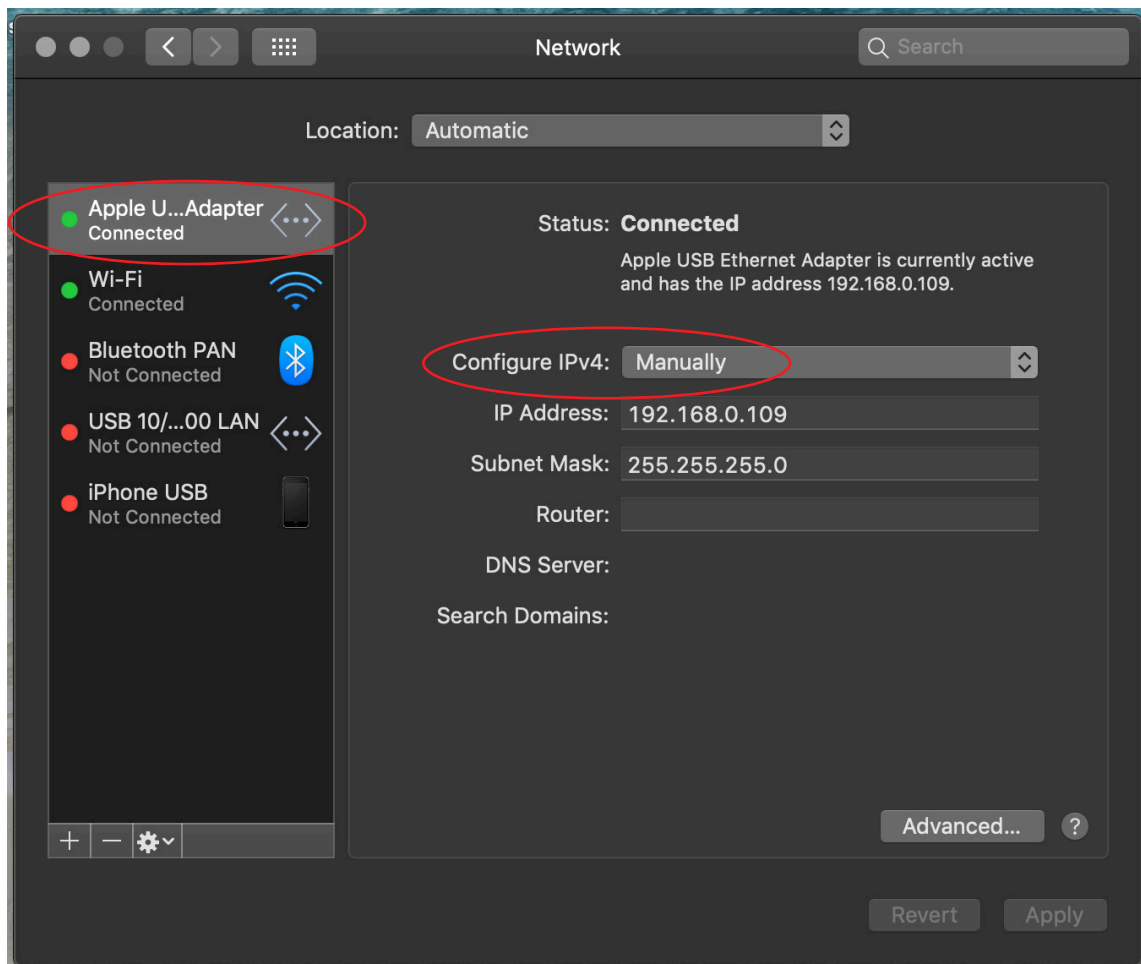 Network
Search
Location: Automatic
Apple U...Adapter
Connected
Wi-Fi
Connected
Bluetooth PAN
Not Connected
USB 10/...00 LAN
Not Connected
iPhone USB
Not Connected
Status: Connected
Apple USB Ethernet Adapter is currently active
and has the IP address 192.168.0.109.
Configure IPv4: Manually
IP Address: 192.168.0.109
Subnet Mask: 255.255.255.0
Router:
DNS Server:
Search Domains:
Advanced... ?
Revert Apply